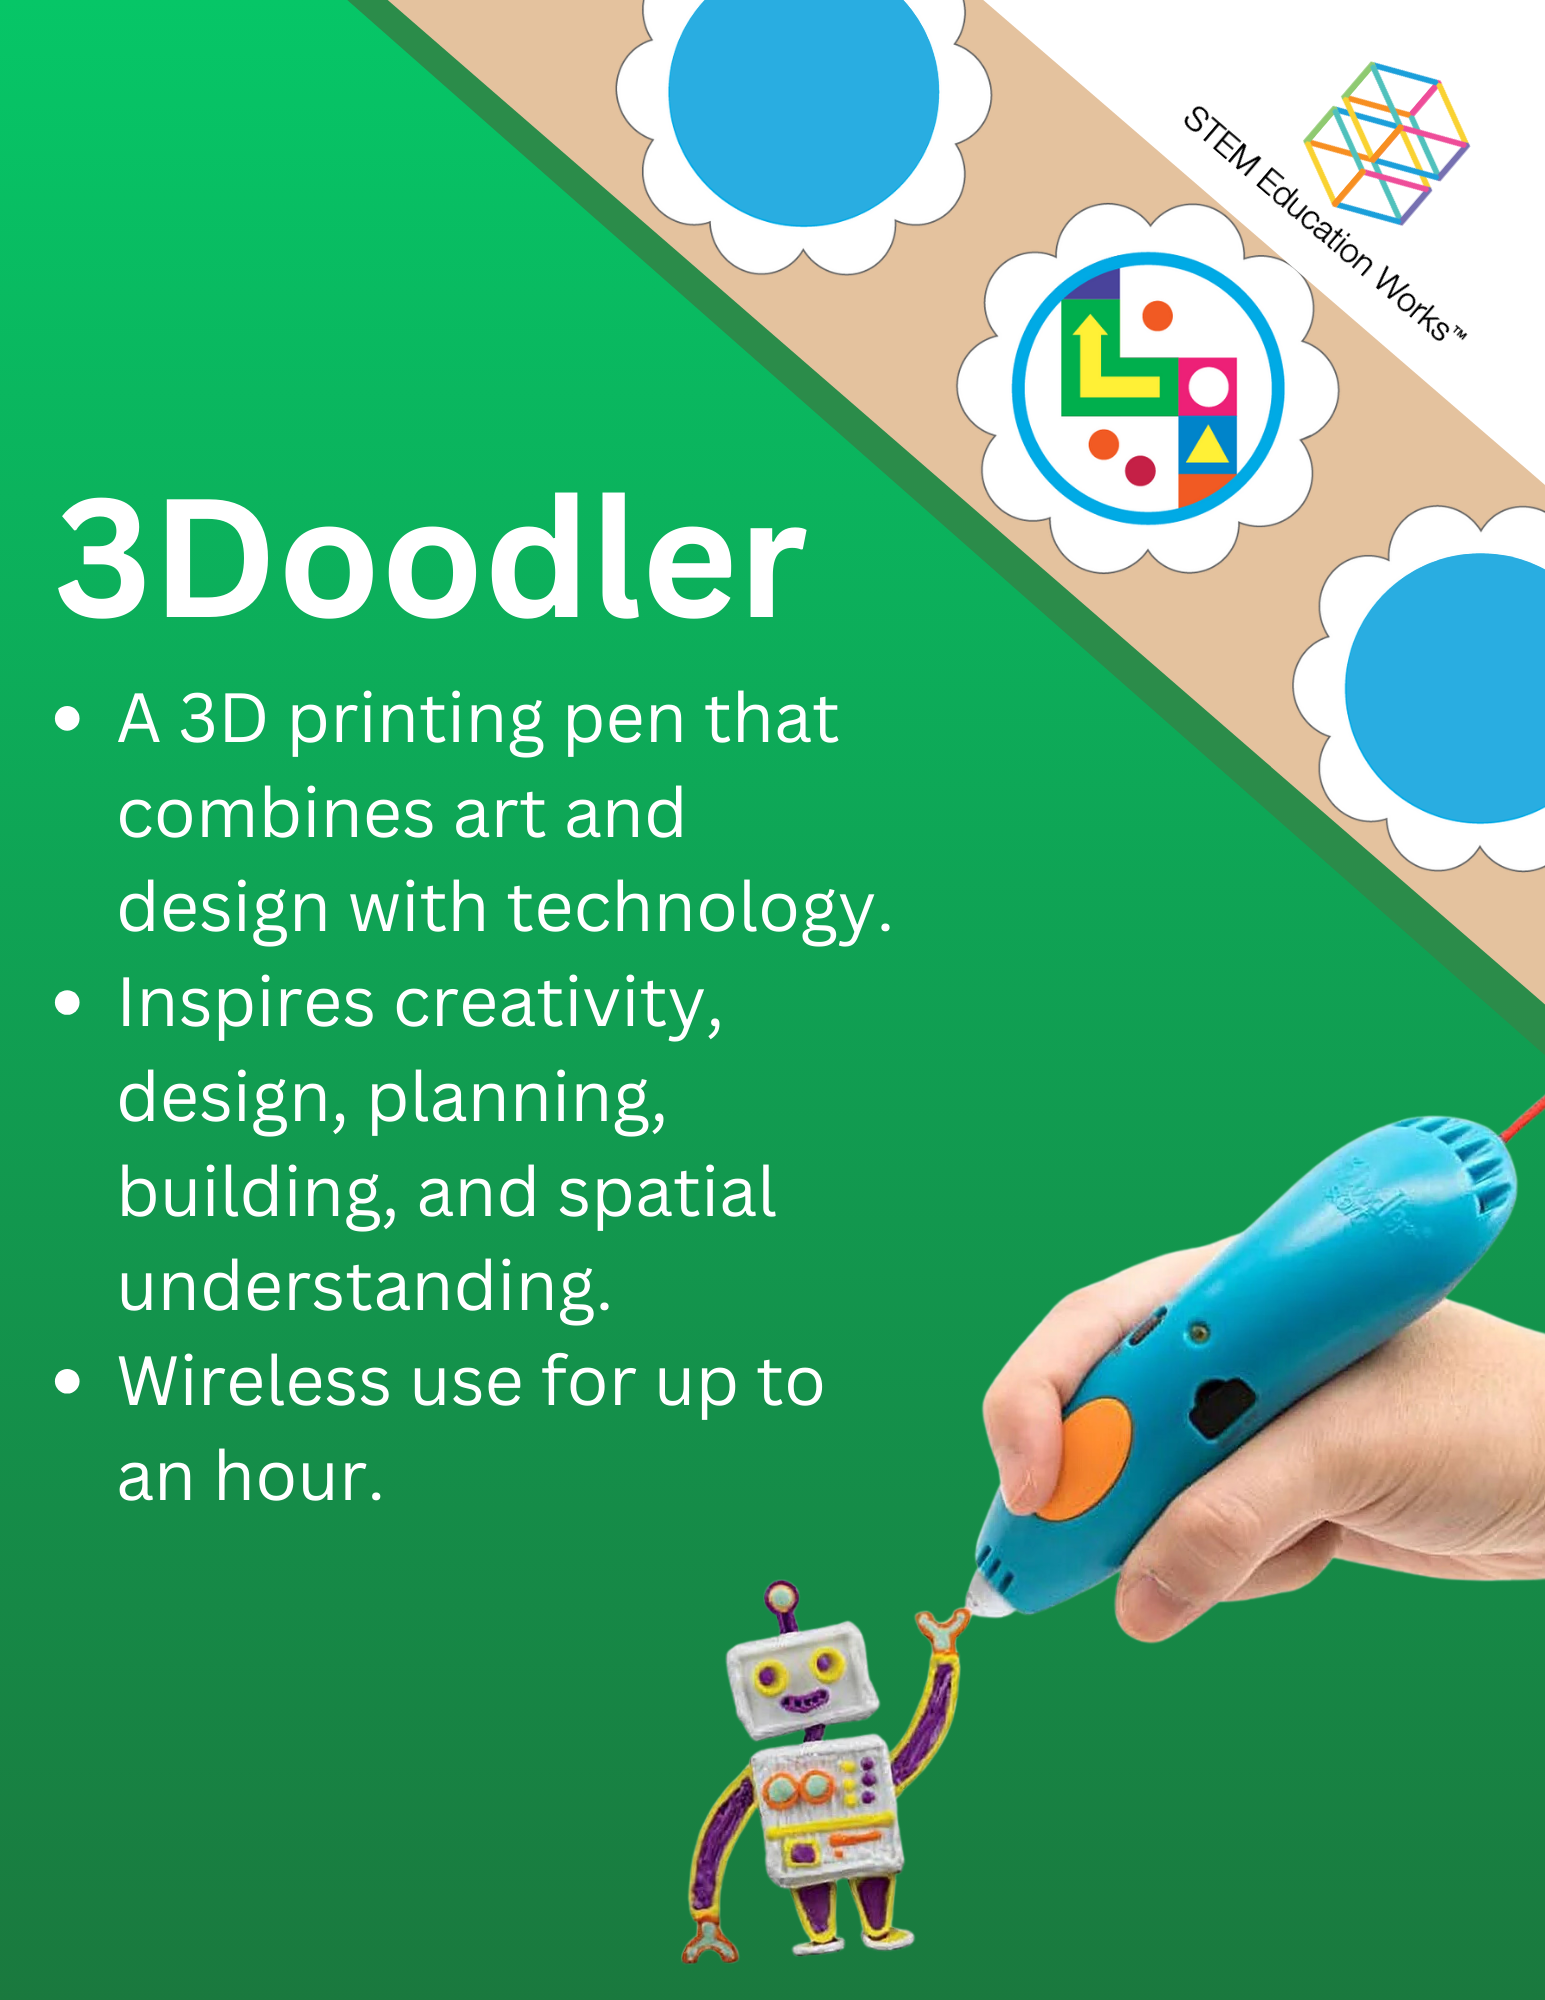 STEM Education Works™
3Doodler
• A 3D printing pen that
combines art and
design with technology.
• Inspires creativity,
design, planning,
building, and spatial
understanding.
• Wireless use for up to
an hour.